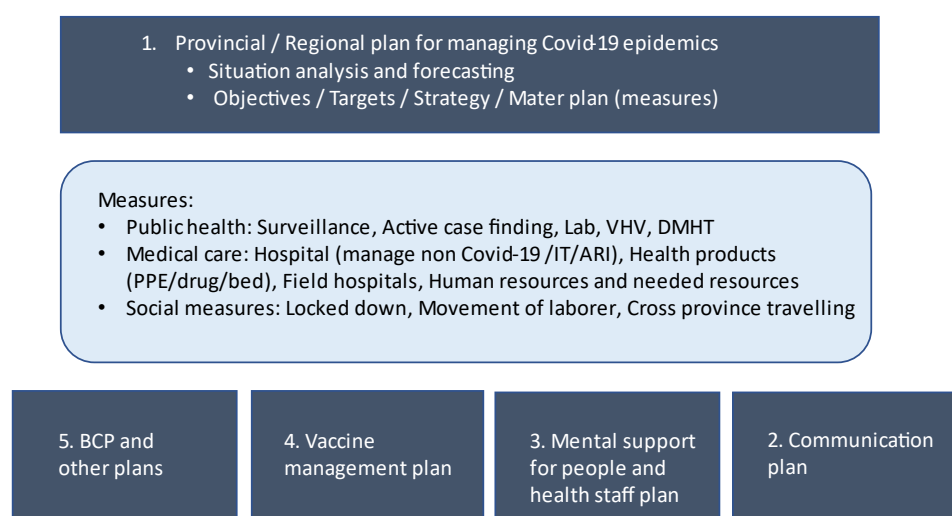 1. Provincial / Regional plan for managing Covid-19 epidemics
• Situation analysis and forecasting
• Objectives / Targets / Strategy / Mater plan (measures)
Measures:
• Public health: Surveillance, Active case finding, Lab, VHV, DMHT
• Medical care: Hospital (manage non Covid-19 /IT/ARI), Health products
(PPE/drug/bed), Field hospitals, Human resources and needed resources
• Social measures: Locked down, Movement of laborer, Cross province travelling
5. BCP and
other plans
4. Vaccine
management plan
3. Mental support
for people and
health staff plan
2. Communication
plan